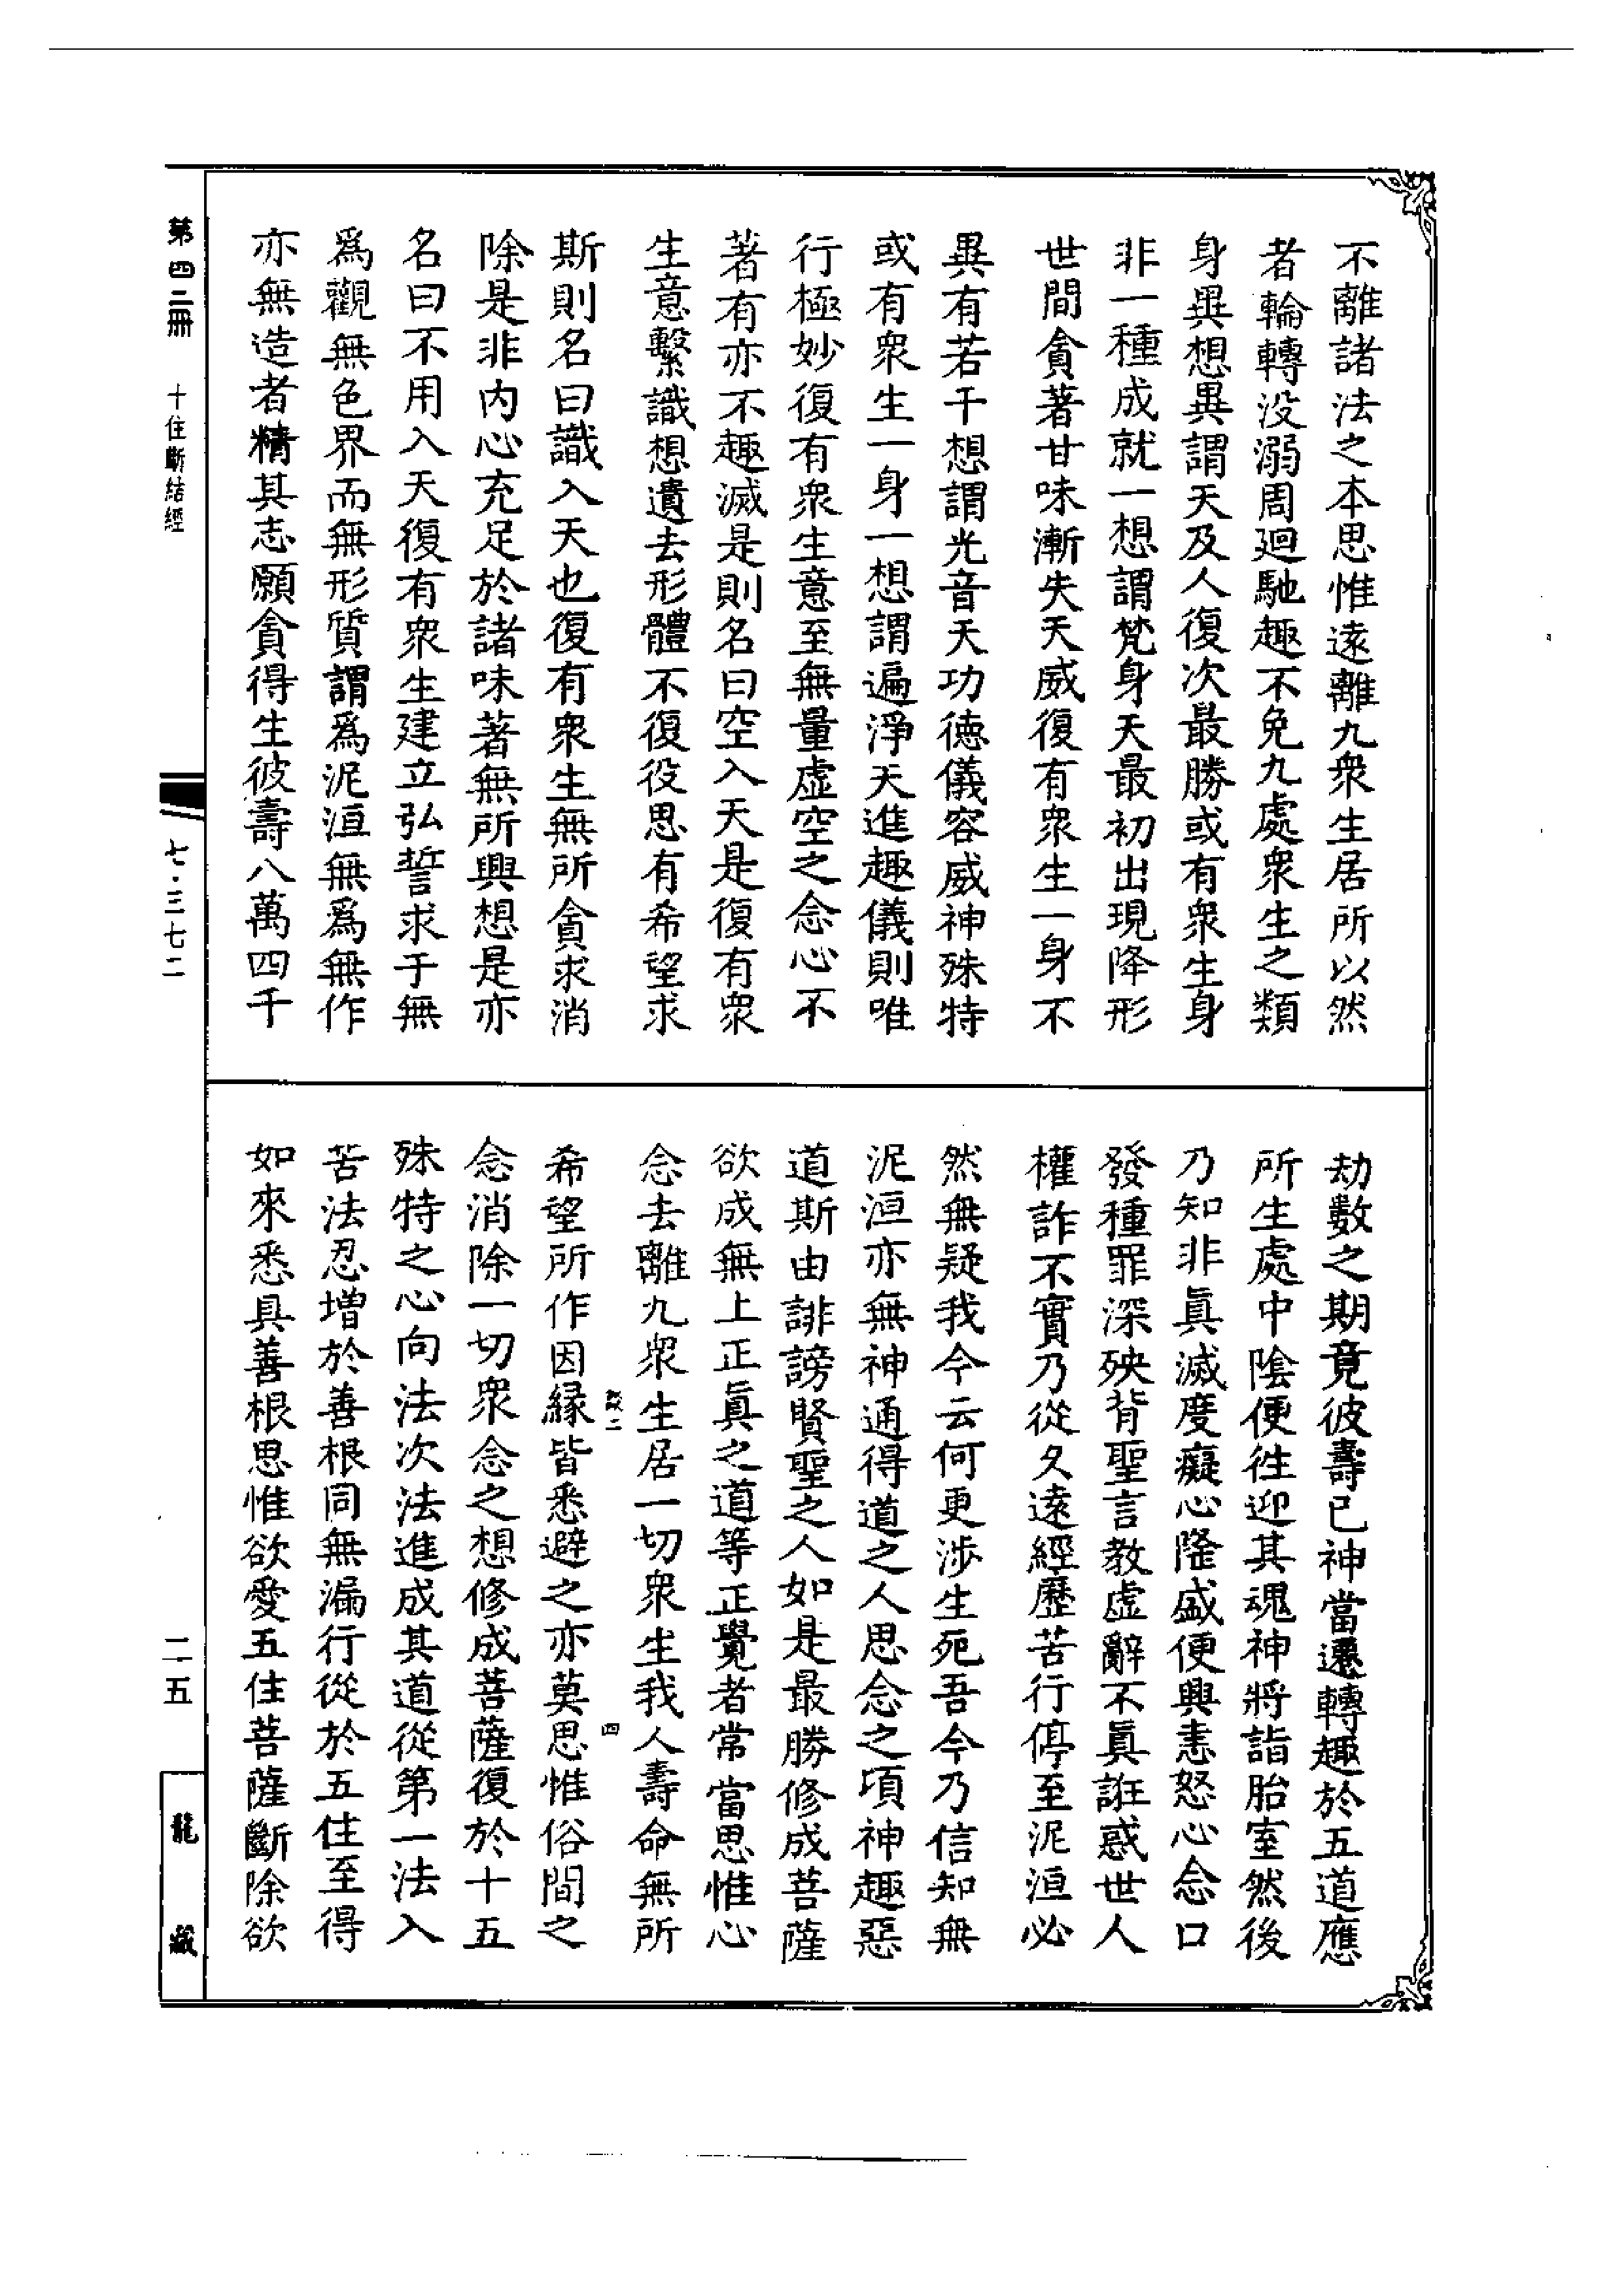 不離諸法之本思惟遠離九衆生居所以然
者輪轉没溺周迴馳趣不免九處衆生之類
身異想異謂天及人復次最勝或有衆生身
非一種成就一想謂梵身天最初出現降形
世間貪著甘味漸失天威復有衆生一身不
異有若干想謂光音天功德儀容威神殊特
或有衆生一身一想謂遍淨天進趣儀則唯
行極妙復有衆生意至無量虛空之念心不
著有亦不趣滅是則名曰空入天是復有衆
生意繫識想遺去形體不復役思有希望求
斯則名曰識入天也復有衆生無所貪求消
除是非內心充足於諸味著無所興想是亦
名曰不用入天復有衆生建立弘誓求于無
爲觀無色界而無形質謂爲泥洹無爲無作
亦無造者精其志願貪得生彼壽八萬四千
劫數之期竟彼壽已神當遷轉趣於五道應
所生處中陰便徃迎其魂神將詣胎室然後
乃知非眞滅度癡心隆盛便興恚怒心念口
發種罪深殃背聖言教虛辭不眞誑惑世人
權詐不實乃從久遠經歷苦行停至泥洹必
然無疑我今云何更涉生死吾今乃信知無
泥洹亦無神通得道之人思念之項神趣惡
道斯由誹謗賢聖之人如是最勝修成菩薩
欲成無上正眞之道等正覺者常當思惟心
念去離九衆生居一切衆生我人壽命無所
希望所作因縁皆悉避之亦莫思惟俗間之
念消除一切衆念之想修成菩薩復於十五
殊特之心向法次法進成其道從第一法入
苦法忍增於善根同無漏行從於五住至得
如來悉具善根思惟欲愛五住菩薩斷除欲
四
第四三册
十住斷結經
七·三七二
二五
龍藏